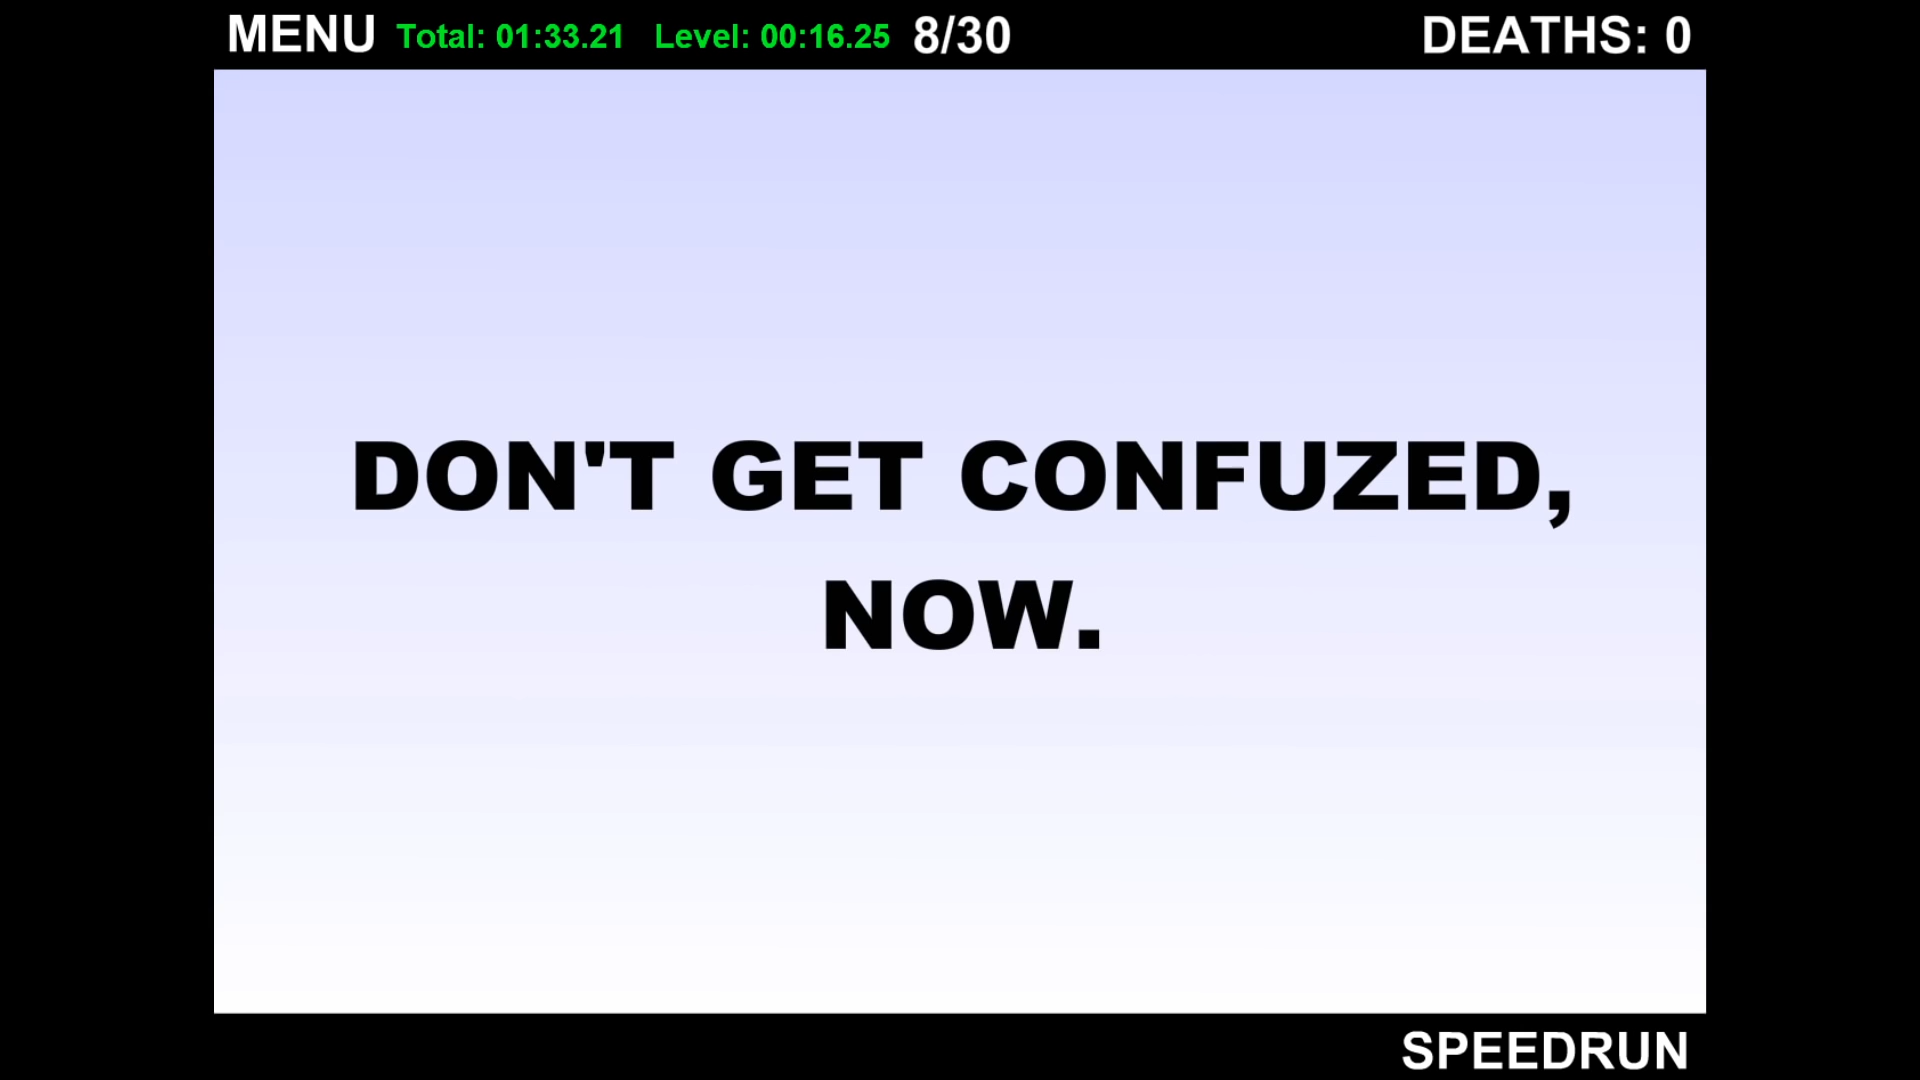 MENU Total: 01:33.21 Level: 00:16.25 8/30 DEATHS: 0
DON'T GET CONFUZED,
NOW.
SPEEDRUN